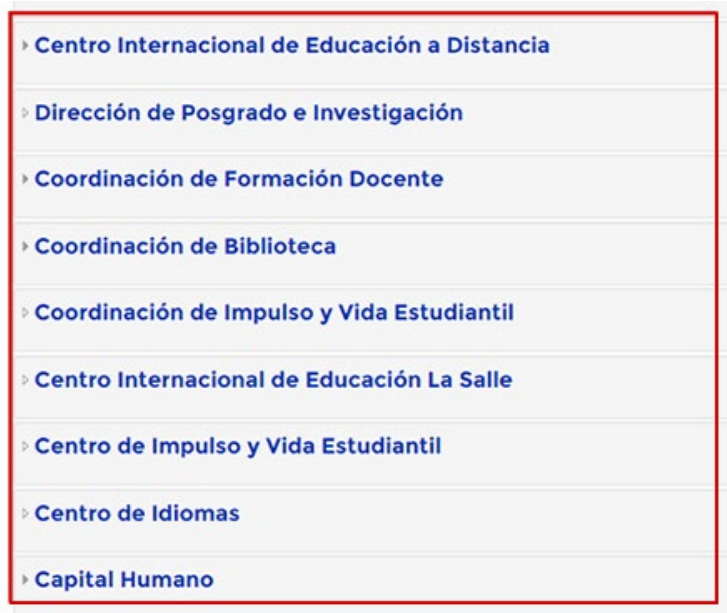 Centro Internacional de Educación a Distancia
Dirección de Posgrado e Investigación
Coordinación de Formación Docente
Coordinación de Biblioteca
Coordinación de Impulso y Vida Estudiantil
Centro Internacional de Educación La Salle
Centro de Impulso y Vida Estudiantil
Centro de Idiomas
Capital Humano